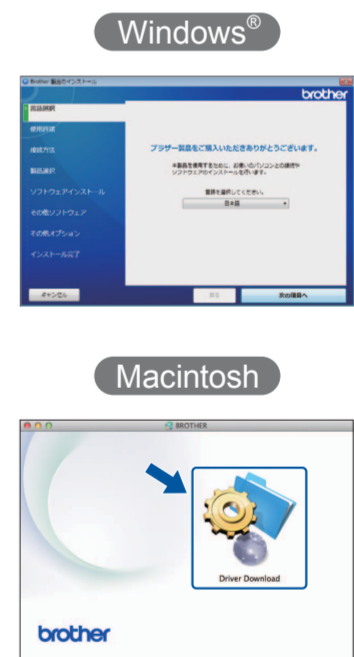 Windows®
Brother 製品のインストール
brother
言語選択
使用許諾
接続方法
製品選択
ソフトウェアインストール
その他ソフトウェア
その他オプション
インストール完了
ブラザー製品をご購入いただきありがとうございます。
本製品を使用するために、お使いのパソコンとの接続や
ソフトウェアのインストールを行います。
言語を選択してください。
日本語
キャンセル
戻る
次の項目へ
Macintosh
BROTHER
Driver Download
brother